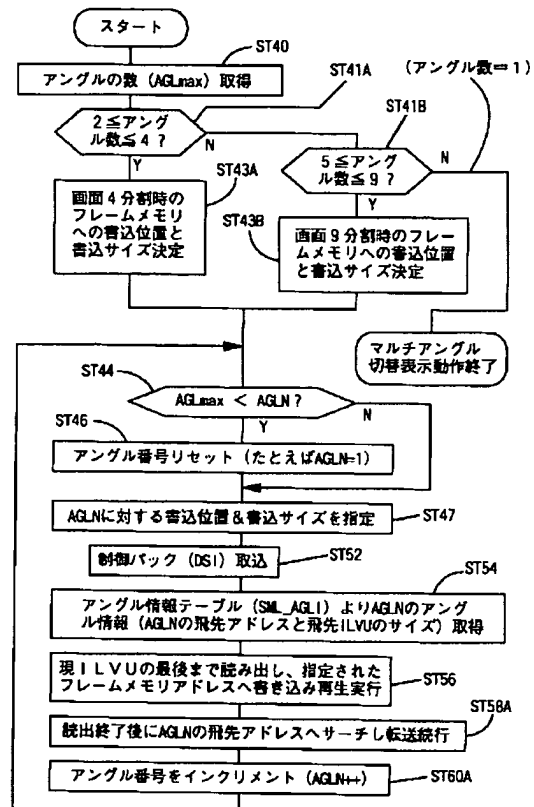 スタート
ST40
アングルの数（AGLmax）取得
ST41A
2≦アング
ル数≦4？
Y
N
（アングル数＝1）
ST41B
5≦アング
ル数≦9？
Y
N
ST43A
画面4分割時の
フレームメモリ
への書込位置と
書込サイズ決定
ST43B
画面9分割時のフレー
ムメモリへの書込位置
と書込サイズ決定
マルチアングル
切替表示動作終了
ST44
AGLmax ＜ AGLN？
Y
N
ST46
アングル番号リセット（たとえばAGLN=1）
AGLNに対する書込位置＆書込サイズを指定
ST47
制御パック（DSI）取込
ST52
ST54
アングル情報テーブル（SML_AGLI）よりAGLNのアング
ル情報（AGLNの飛先アドレスと飛先ILVUのサイズ）取得
現ＩＬＶＵの最後まで読み出し、指定された
フレームメモリアドレスへ書き込み再生実行
ST56
読出終了後にAGLNの飛先アドレスへサーチし転送続行
ST58A
アングル番号をインクリメント（AGLN++）
ST60A